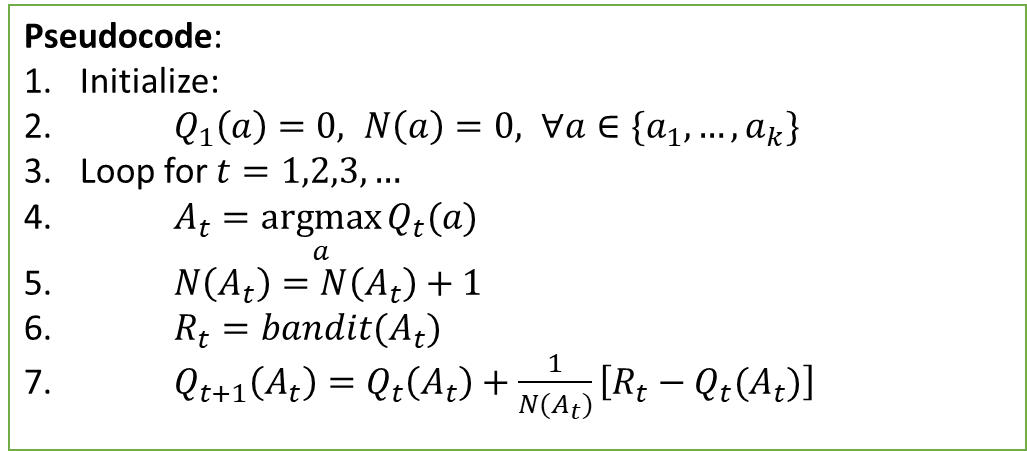 Pseudocode:
1. Initialize:
2. Q₁(a) = 0, N(a) = 0, ∀a ∈ {a₁, … , aₖ}
3. Loop for t = 1,2,3, …
4. Aₜ = argmax Qₜ(a)
a
5. N(Aₜ) = N(Aₜ) + 1
6. Rₜ = bandit(Aₜ)
7. Qₜ₊₁(Aₜ) = Qₜ(Aₜ) + 1/N(Aₜ) [Rₜ − Qₜ(Aₜ)]